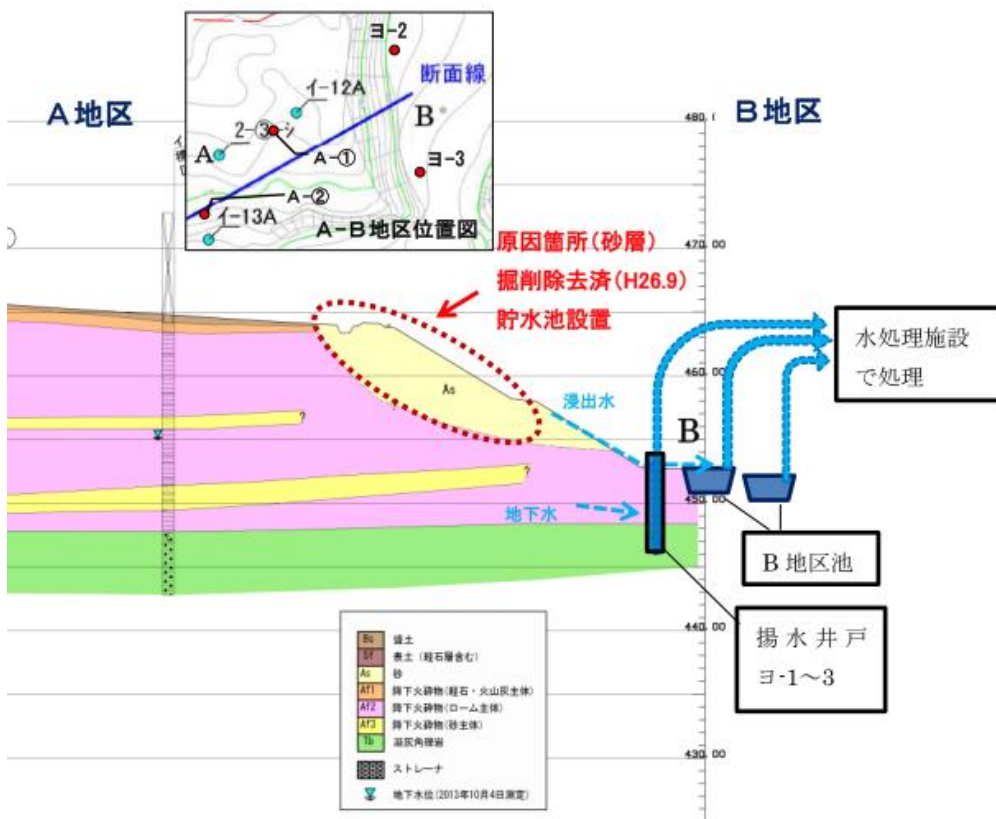 A地区
B地区
ヨ-2
断面線
イ-12A
B
2-③-シ
A
A-①
ヨ-3
A-②
イ-13A
A-B地区位置図
470.00
460.00
450.00
440.00
430.00
原因箇所(砂層)
掘削除去済(H26.9)
貯水池設置
As
?
?
浸出水
B
地下水
水処理施設
で処理
B地区池
揚水井戸
ヨ-1～3
Bs 盛土
Sf 表土(軽石層含む)
As 砂
Af1 降下火砕物(軽石・火山灰主体)
Af2 降下火砕物(ローム主体)
Af3 降下火砕物(砂主体)
Tb 凝灰角礫岩
ストレーナ
地下水位(2013年10月4日測定)